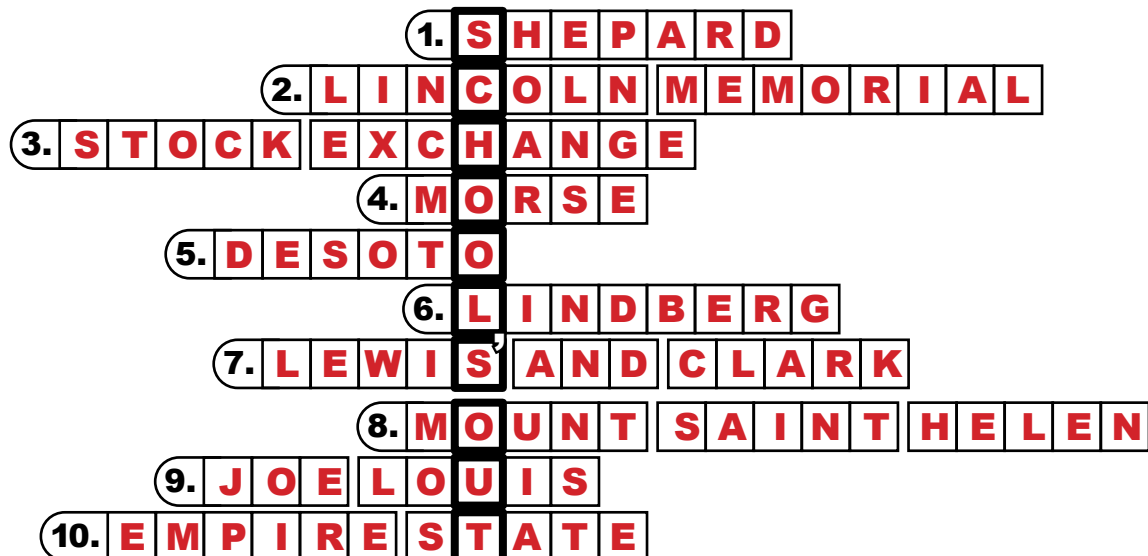 1. SHEPARD
2. LINCOLN MEMORIAL
3. STOCK EXCHANGE
4. MORSE
5. DESOTO
6. LINDBERG
7. LEWIS’ AND CLARK
8. MOUNT SAINT HELEN
9. JOE LOUIS
10. EMPIRE STATE